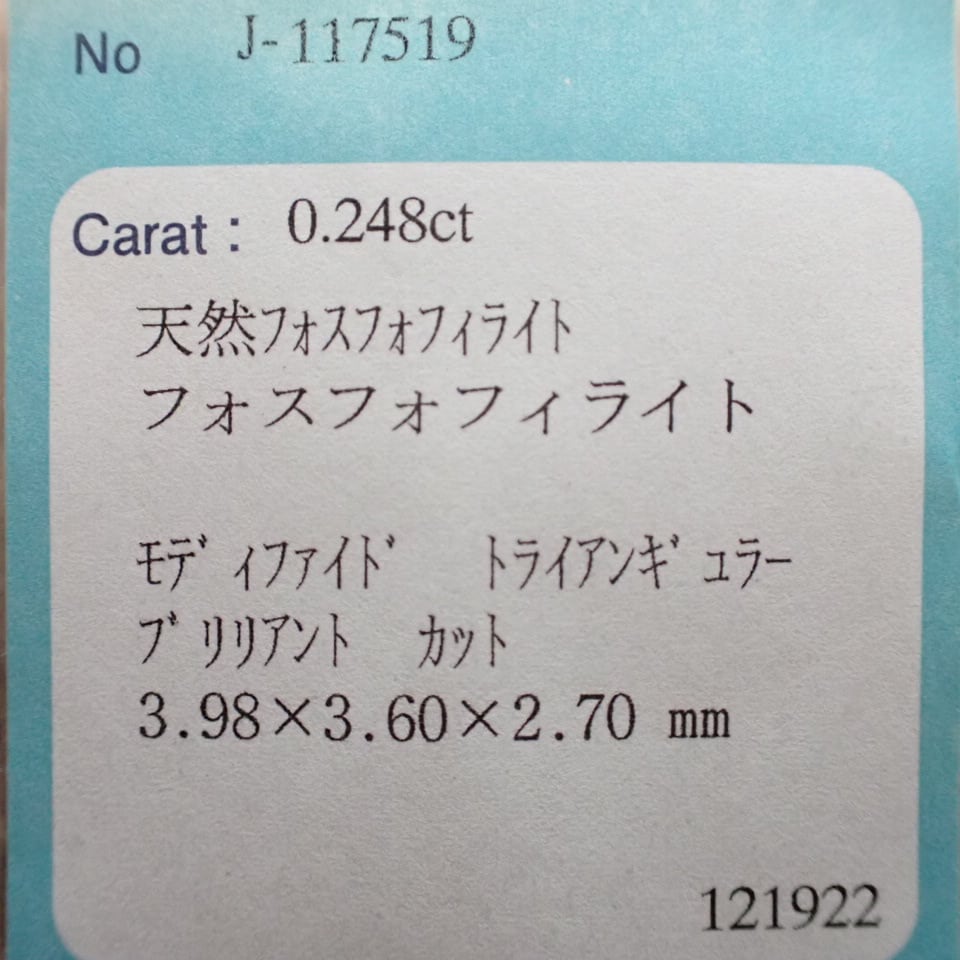 No J-117519
Carat : 0.248ct
天然ﾌｫｽﾌｫﾌｨﾗｲﾄ
フォスフォフィライト
ﾓﾃﾞｨﾌｧｲﾄﾞ ﾄﾗｲｱﾝｷﾞｭﾗｰ
ﾌﾞﾘﾘｱﾝﾄ ｶｯﾄ
3.98×3.60×2.70 mm
121922